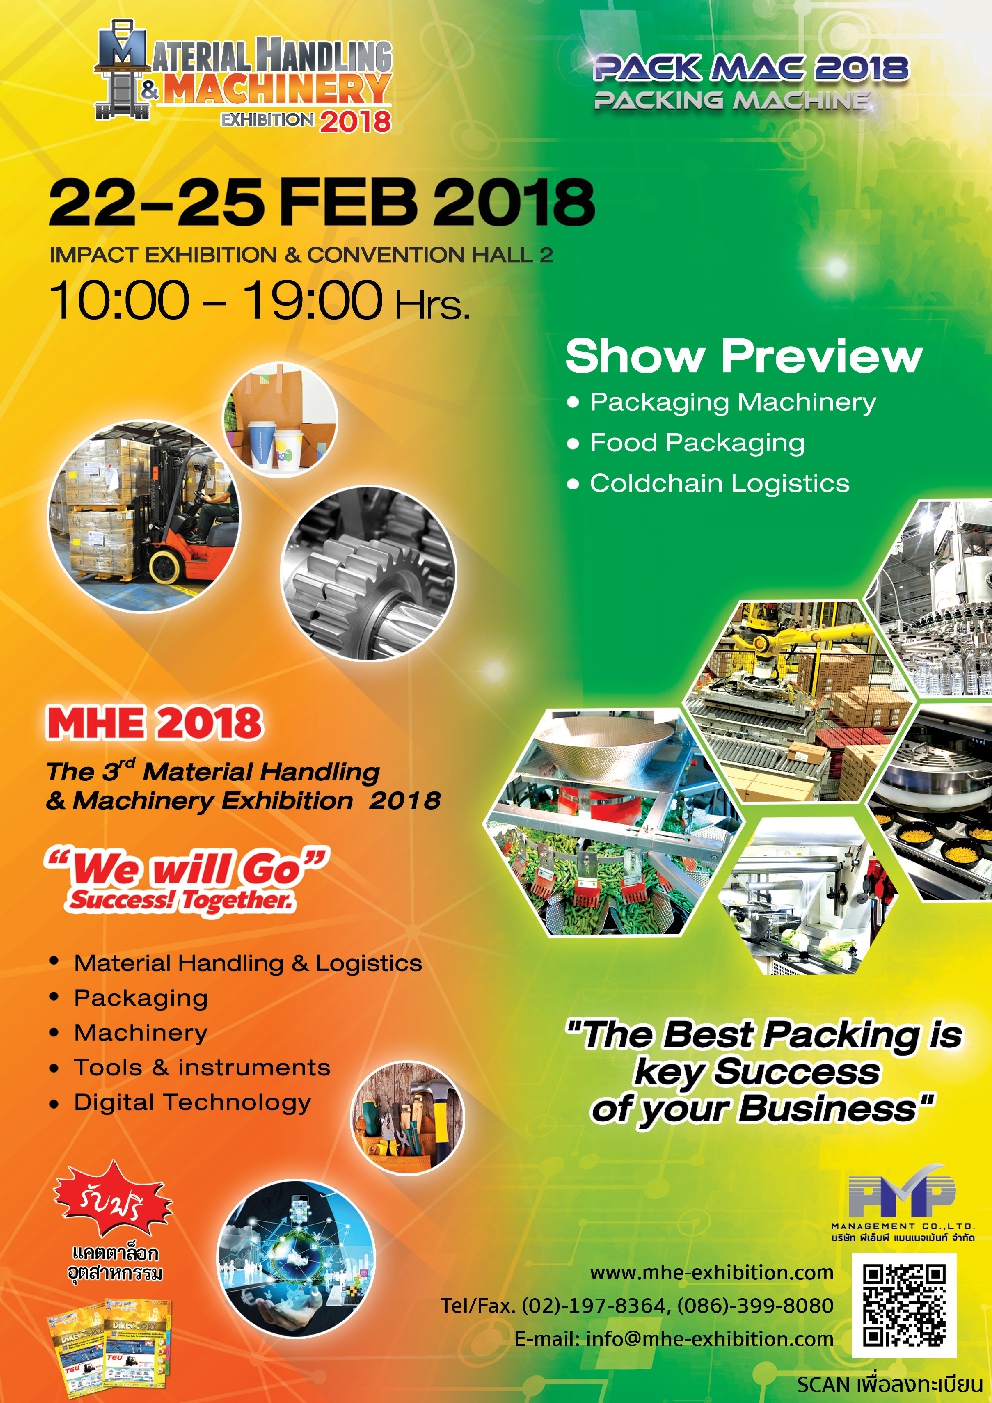 MATERIAL HANDLING
& MACHINERY
EXHIBITION 2018
PACK MAC 2018
PACKING MACHINE
22-25 FEB 2018
IMPACT EXHIBITION & CONVENTION HALL 2
10:00 - 19:00 Hrs.
Show Preview
• Packaging Machinery
• Food Packaging
• Coldchain Logistics
MHE 2018
The 3rd Material Handling
& Machinery Exhibition 2018
"We will Go"
Success! Together.
• Material Handling & Logistics
• Packaging
• Machinery
• Tools & instruments
• Digital Technology
"The Best Packing is
key Success
of your Business"
รับฟรี
แคตตาล็อก
อุตสาหกรรม
PMP
MANAGEMENT CO.,LTD.
บริษัท พีเอ็มพี แมนเนจเม้นท์ จำกัด
www.mhe-exhibition.com
Tel/Fax. (02)-197-8364, (086)-399-8080
E-mail: info@mhe-exhibition.com
SCAN เพื่อลงทะเบียน